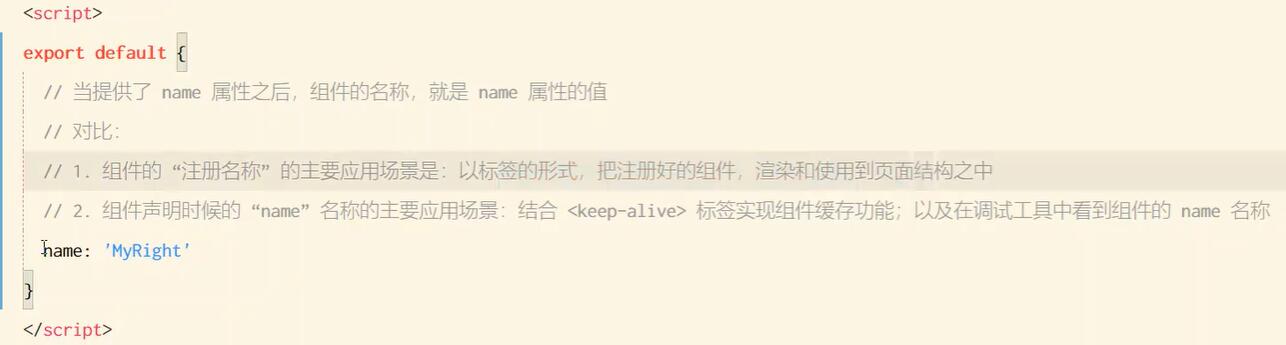 <script>
export default {
// 当提供了 name 属性之后，组件的名称，就是 name 属性的值
// 对比：
// 1. 组件的 “注册名称” 的主要应用场景是：以标签的形式，把注册好的组件，渲染和使用到页面结构之中
// 2. 组件声明时候的 “name” 名称的主要应用场景：结合 <keep-alive> 标签实现组件缓存功能；以及在调试工具中看到组件的 name 名称
name: 'MyRight'
}
</script>